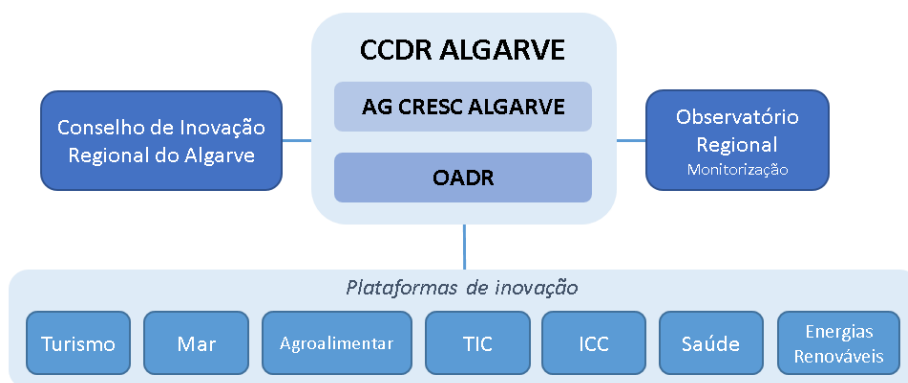 CCDR ALGARVE
AG CRESC ALGARVE
OADR
Conselho de Inovação
Regional do Algarve
Observatório
Regional
Monitorização
Plataformas de inovação
Turismo
Mar
Agroalimentar
TIC
ICC
Saúde
Energias
Renováveis